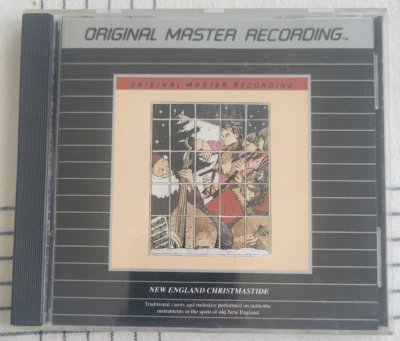 ORIGINAL MASTER RECORDING™
ORIGINAL MASTER RECORDING
NEW ENGLAND CHRISTMASTIDE
Traditional carols and melodies performed on authentic
instruments in the spirit of old New England